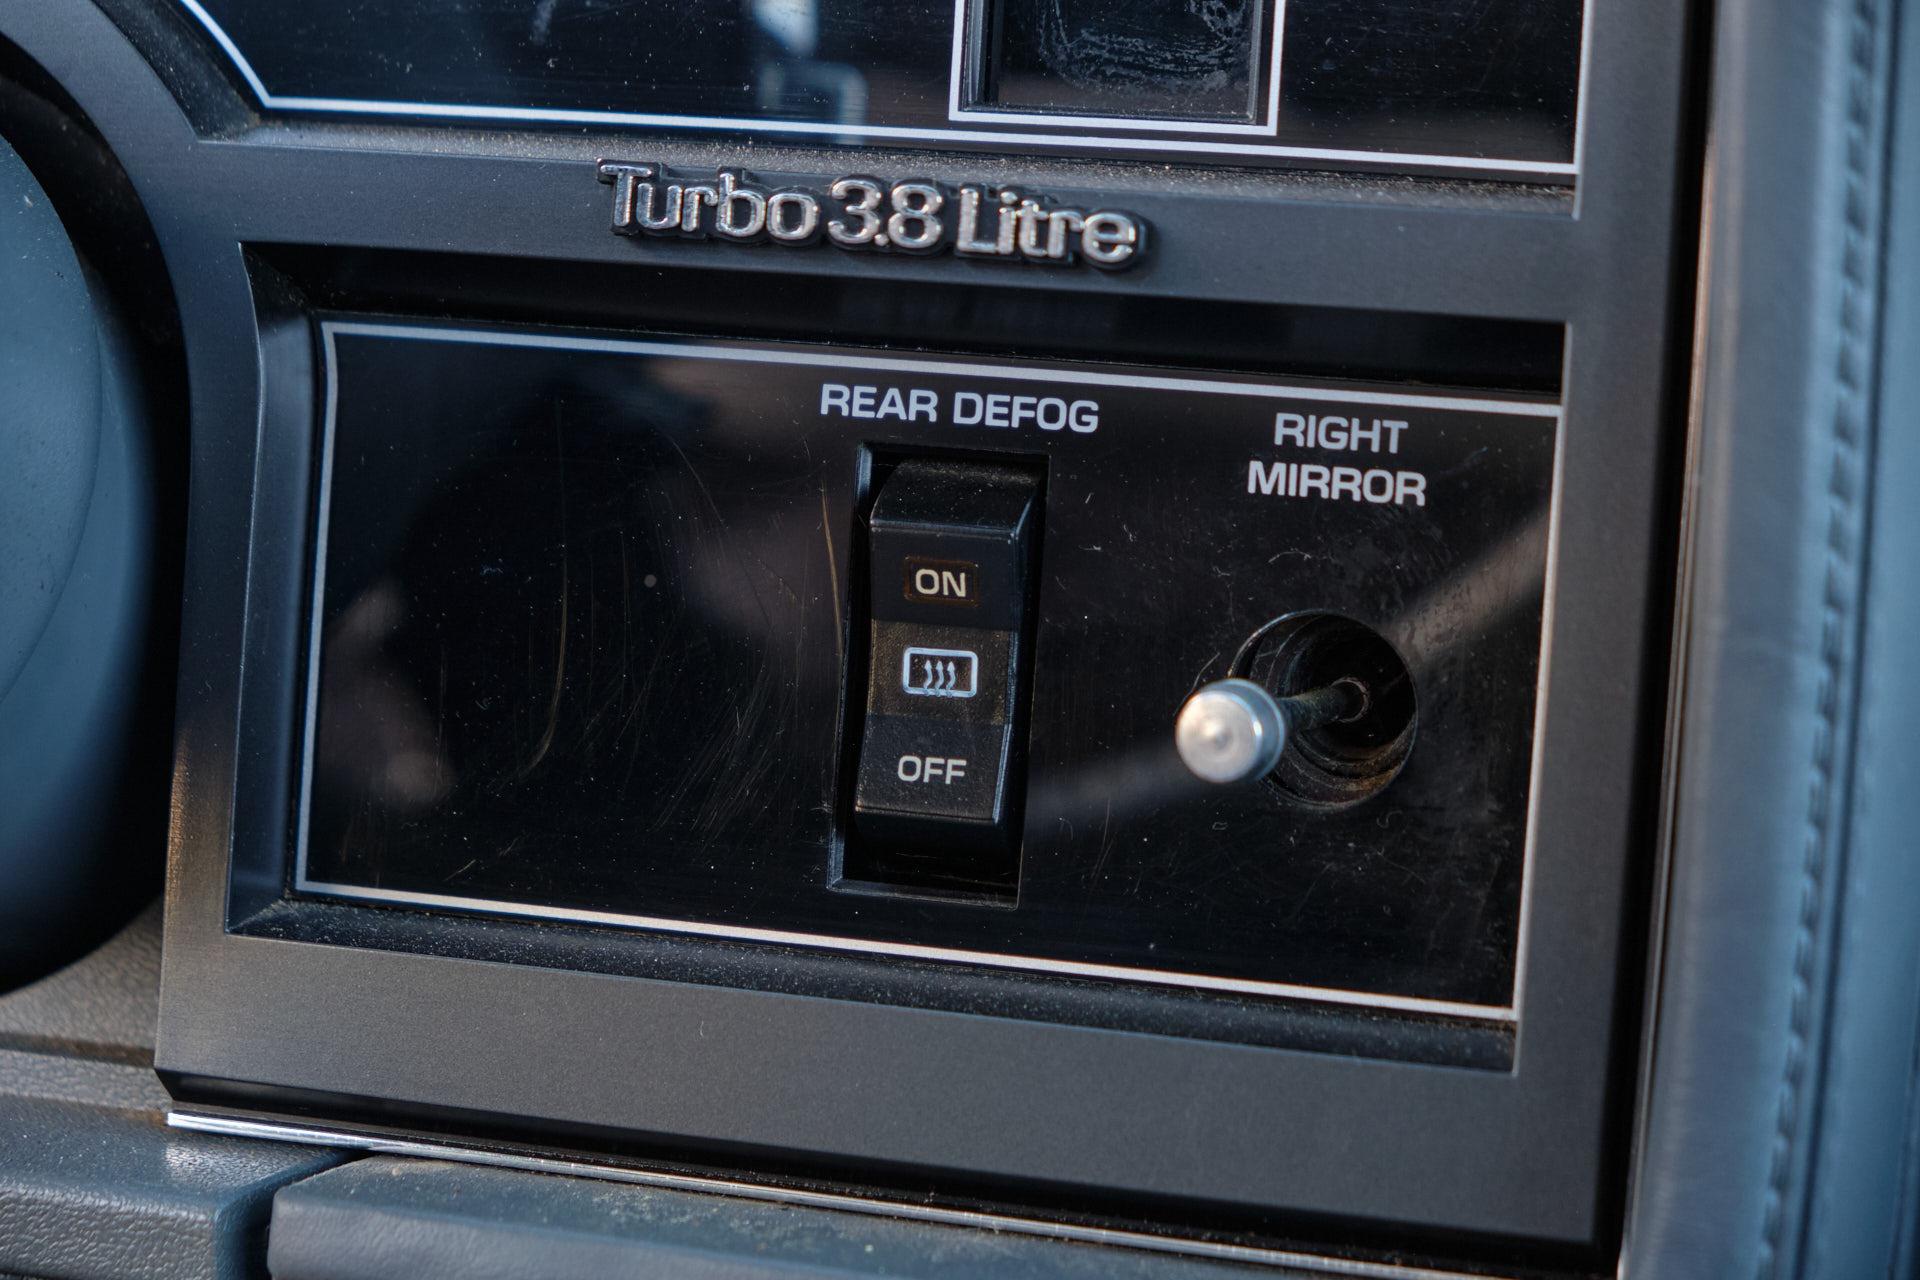 Turbo 3.8 Litre
REAR DEFOG
RIGHT
MIRROR
ON
OFF